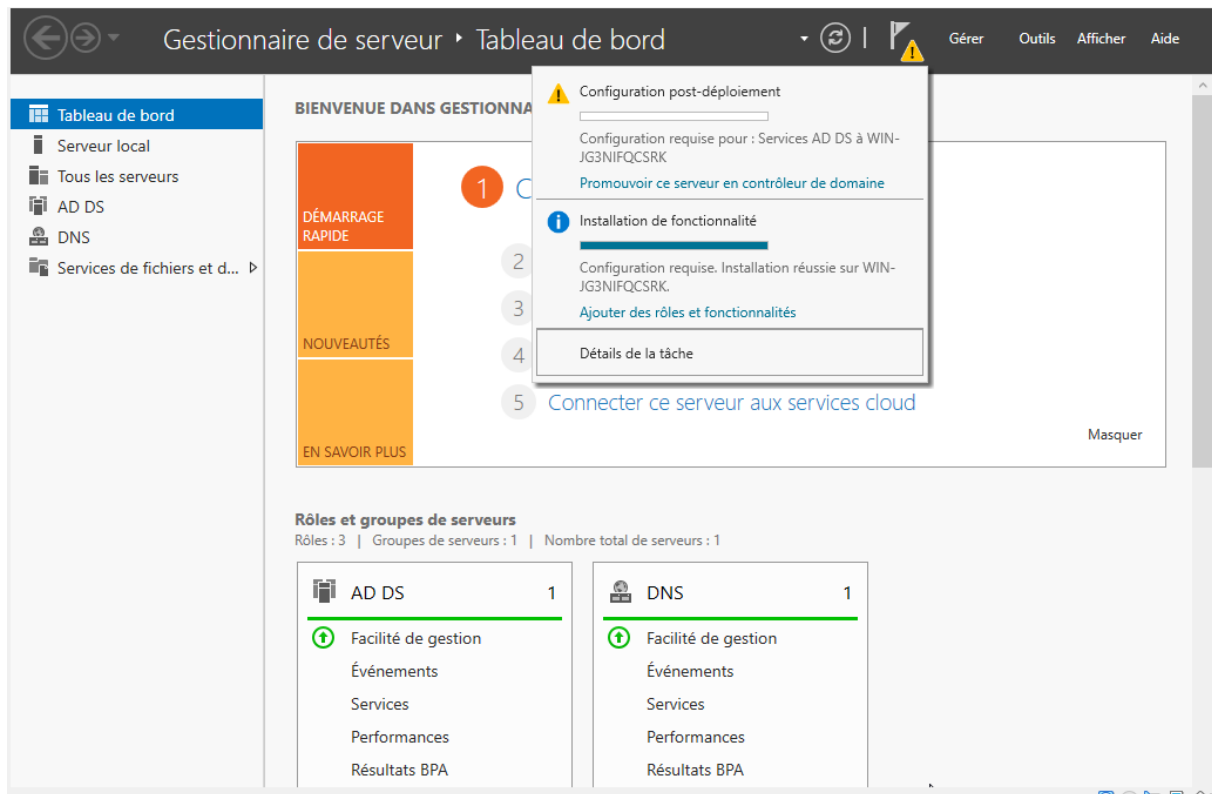 Gestionnaire de serveur ‣ Tableau de bord
Gérer Outils Afficher Aide
Tableau de bord
Serveur local
Tous les serveurs
AD DS
DNS
Services de fichiers et d...
BIENVENUE DANS GESTIONNA
Configuration post-déploiement
Configuration requise pour : Services AD DS à WIN-
JG3NIFQCSRK
Promouvoir ce serveur en contrôleur de domaine
Installation de fonctionnalité
Configuration requise. Installation réussie sur WIN-
JG3NIFQCSRK.
Ajouter des rôles et fonctionnalités
Détails de la tâche
DÉMARRAGE
RAPIDE
NOUVEAUTÉS
EN SAVOIR PLUS
1 C
2
3
4
5 Connecter ce serveur aux services cloud
Masquer
Rôles et groupes de serveurs
Rôles : 3 | Groupes de serveurs : 1 | Nombre total de serveurs : 1
AD DS 1
Facilité de gestion
Événements
Services
Performances
Résultats BPA
DNS 1
Facilité de gestion
Événements
Services
Performances
Résultats BPA